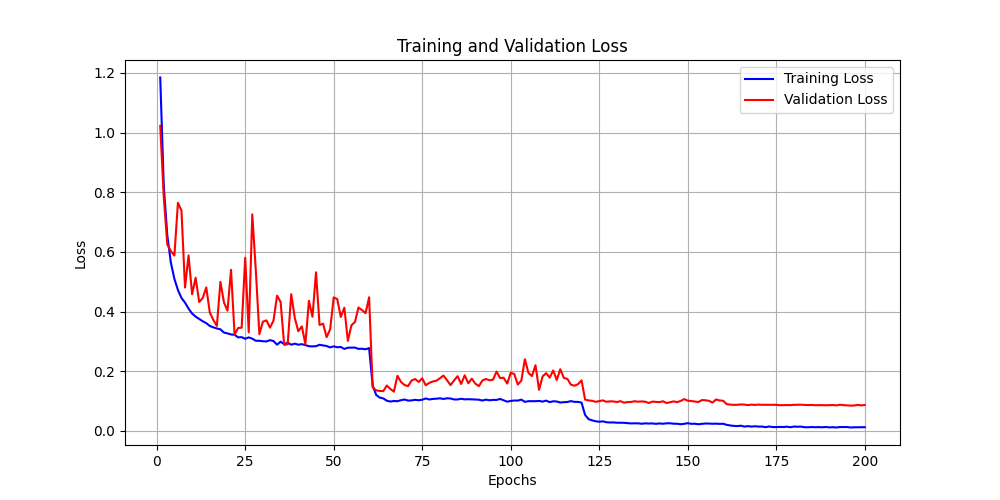 Training and Validation Loss
Training Loss
Validation Loss
Loss
1.2
1.0
0.8
0.6
0.4
0.2
0.0
0 25 50 75 100 125 150 175 200
Epochs